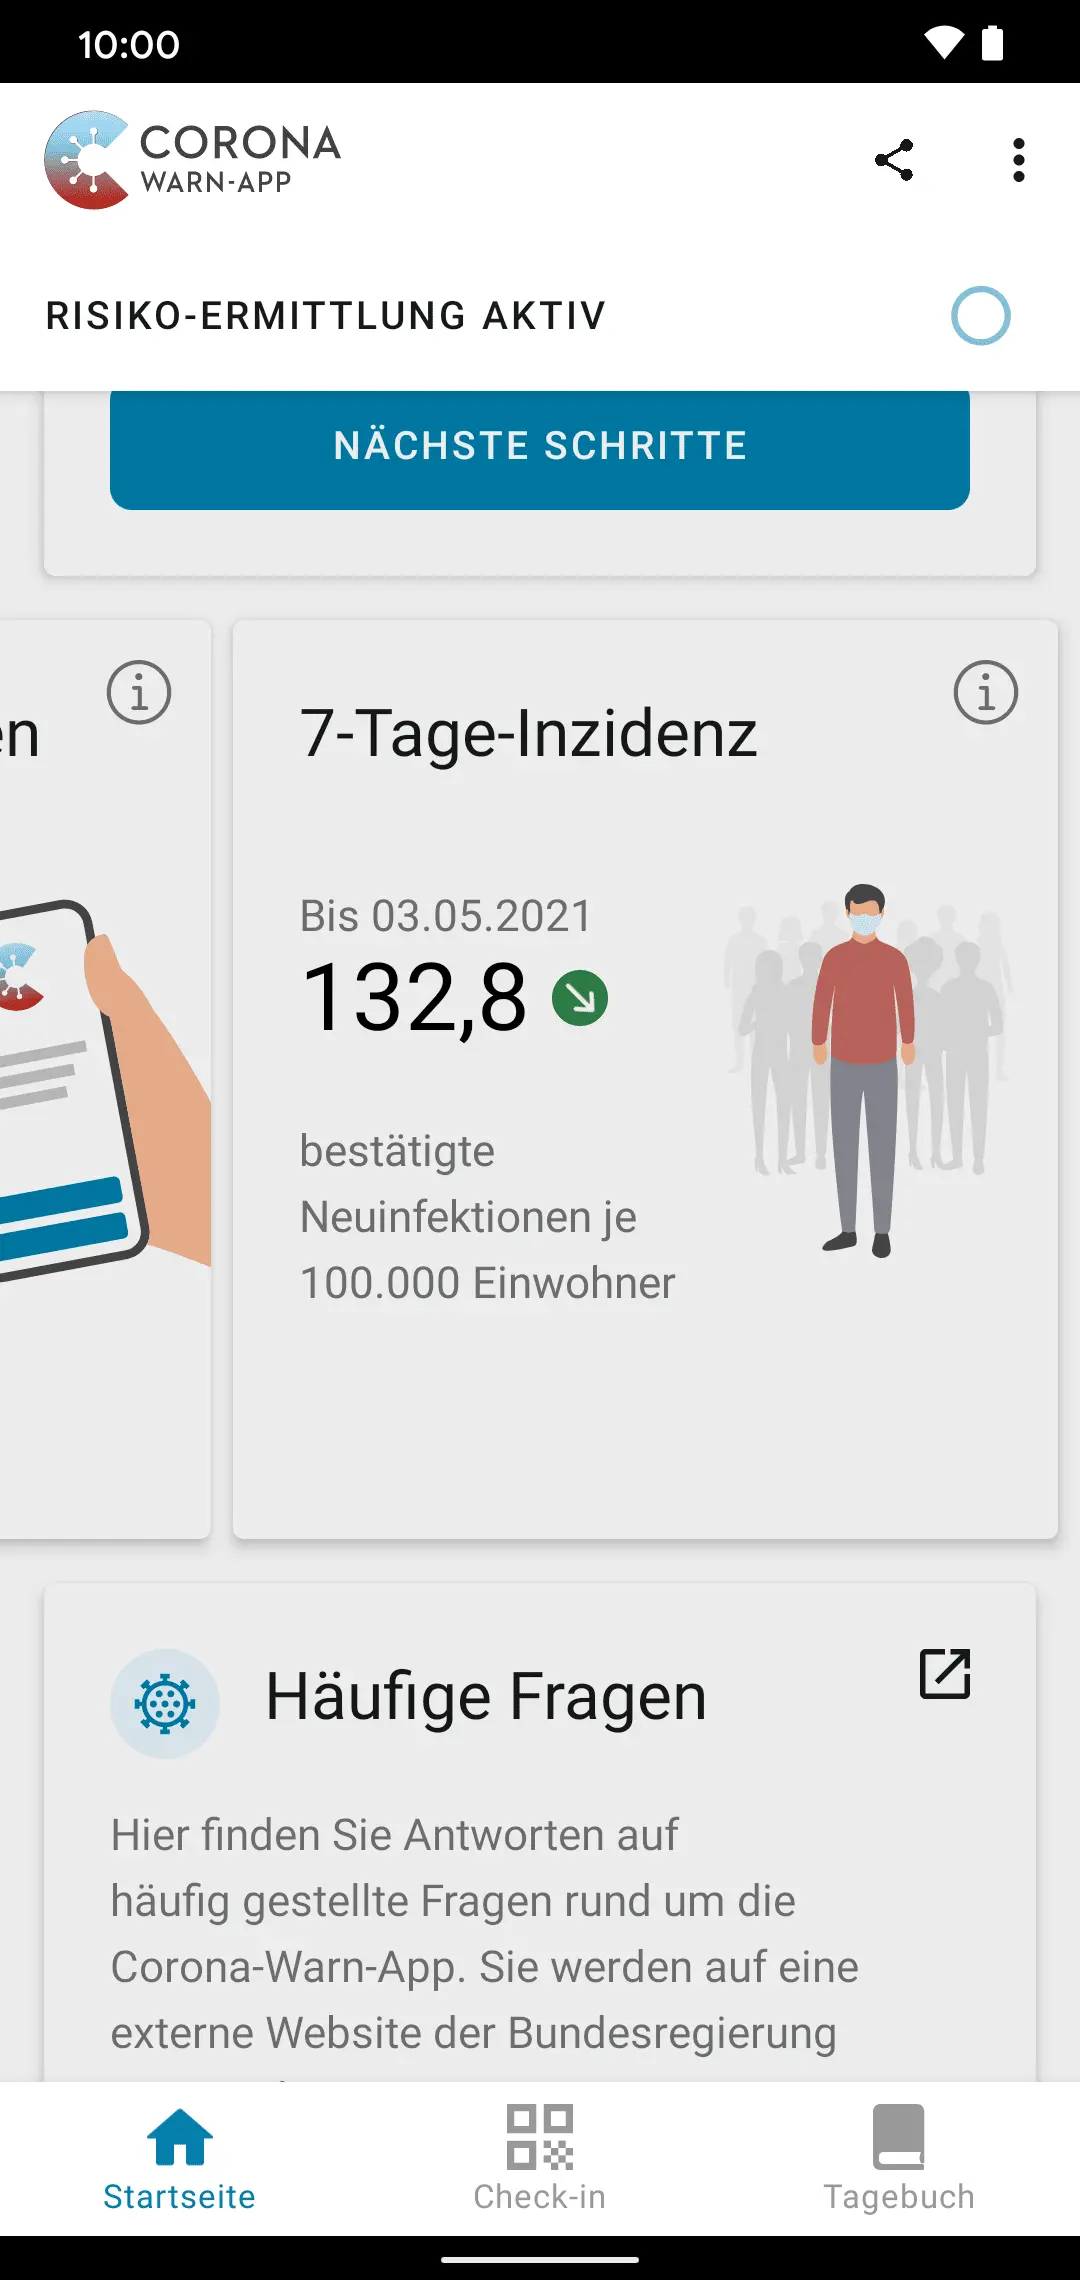 10:00
CORONA
WARN-APP
RISIKO-ERMITTLUNG AKTIV
NÄCHSTE SCHRITTE
en
7-Tage-Inzidenz
Bis 03.05.2021
132,8
bestätigte
Neuinfektionen je
100.000 Einwohner
Häufige Fragen
Hier finden Sie Antworten auf
häufig gestellte Fragen rund um die
Corona-Warn-App. Sie werden auf eine
externe Website der Bundesregierung
Startseite
Check-in
Tagebuch